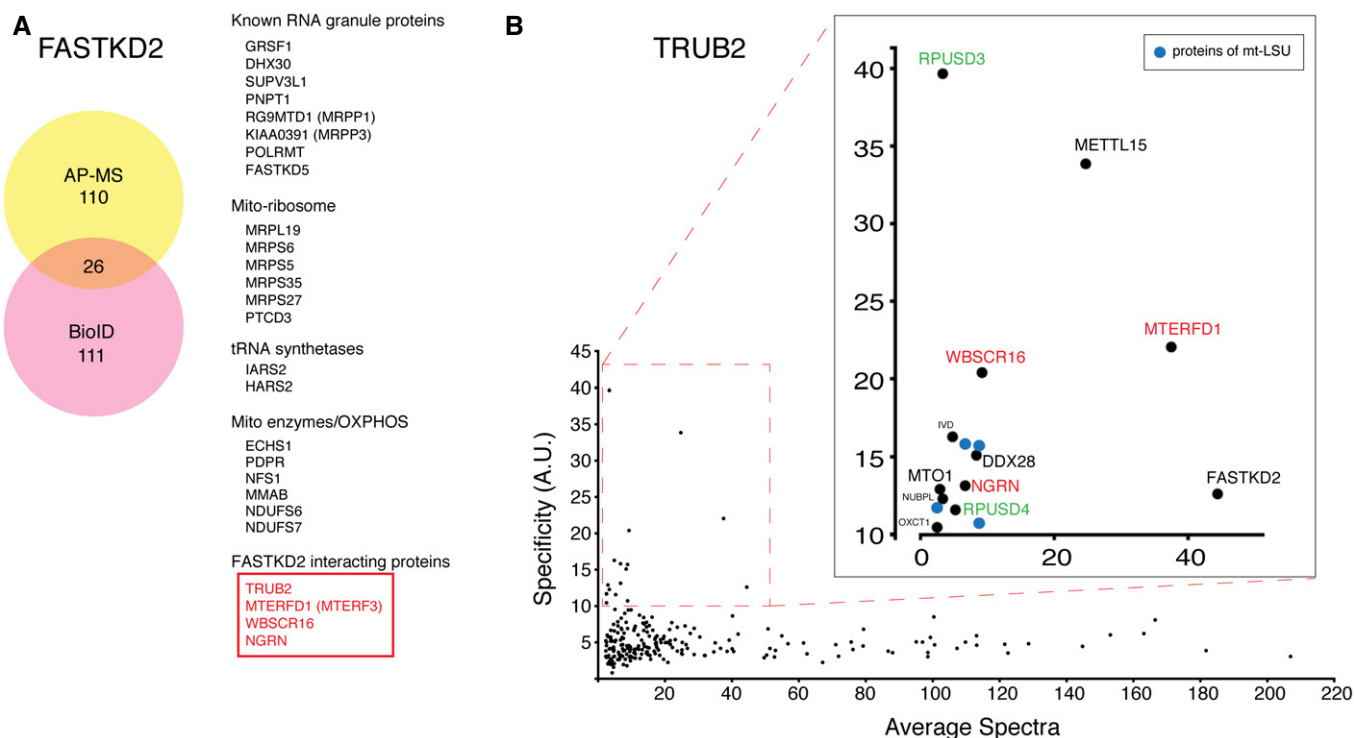 A
FASTKD2
AP-MS
110
26
BioID
111
Known RNA granule proteins
GRSF1
DHX30
SUPV3L1
PNPT1
RG9MTD1 (MRPP1)
KIAA0391 (MRPP3)
POLRMT
FASTKD5
Mito-ribosome
MRPL19
MRPS6
MRPS5
MRPS35
MRPS27
PTCD3
tRNA synthetases
IARS2
HARS2
Mito enzymes/OXPHOS
ECHS1
PDPR
NFS1
MMAB
NDUFS6
NDUFS7
FASTKD2 interacting proteins
TRUB2
MTERFD1 (MTERF3)
WBSCR16
NGRN
B
TRUB2
Specificity (A.U.)
45
40
35
30
25
20
15
10
5
20
40
60
80
100
120
140
160
180
200
220
Average Spectra
proteins of mt-LSU
40
35
30
25
20
15
10
0
20
40
RPUSD3
METTL15
MTERFD1
WBSCR16
IVD
DDX28
MTO1
NGRN
FASTKD2
NUBPL
RPUSD4
OXCT1